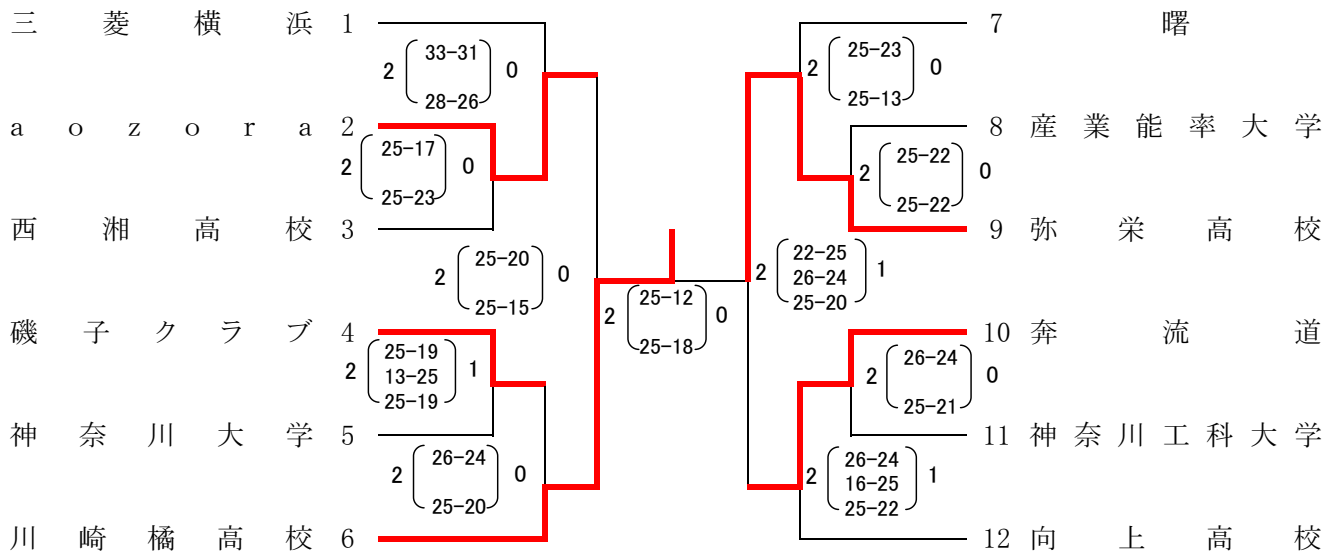 三菱横浜 1
7 曙
2 33-31 0
28-26
2 25-23 0
25-13
aozora 2
8 産業能率大学
2 25-17 0
25-23
2 25-22 0
25-22
西湘高校 3
9 弥栄高校
2 25-20 0
25-15
2 22-25 1
26-24
25-20
2 25-12 0
25-18
磯子クラブ 4
10 奔流道
2 25-19 1
13-25
25-19
2 26-24 0
25-21
神奈川大学 5
11 神奈川工科大学
2 26-24 0
25-20
2 26-24 1
16-25
25-22
川崎橘高校 6
12 向上高校